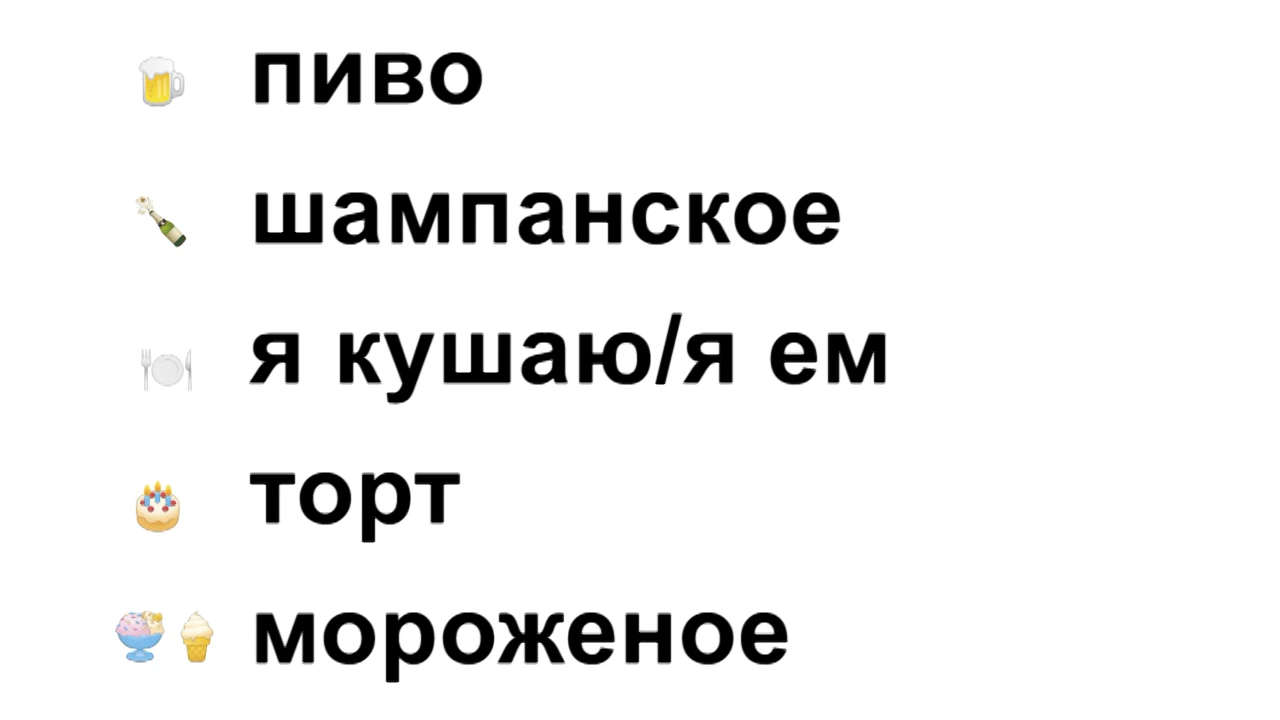 пиво
шампанское
я кушаю/я ем
торт
мороженое